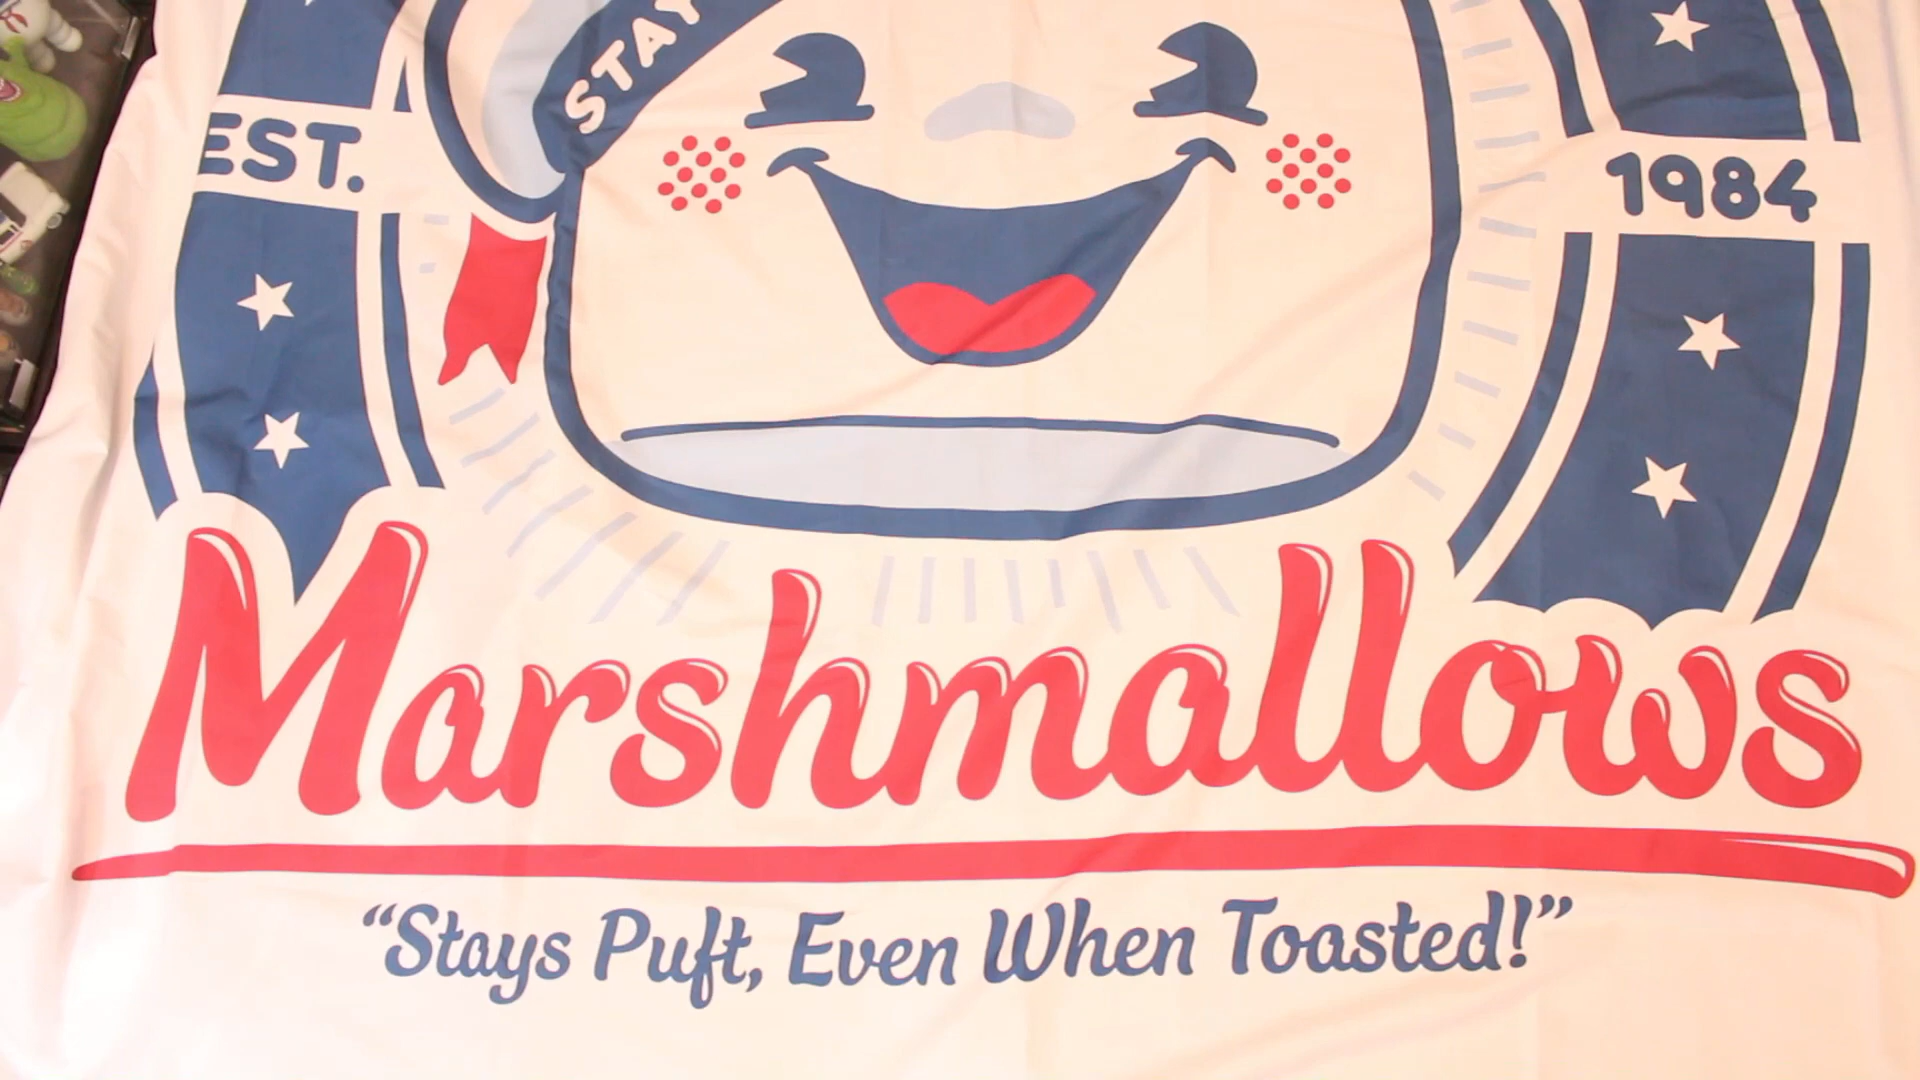 STAY
EST.
1984
Marshmallows
“Stays Puft, Even When Toasted!”